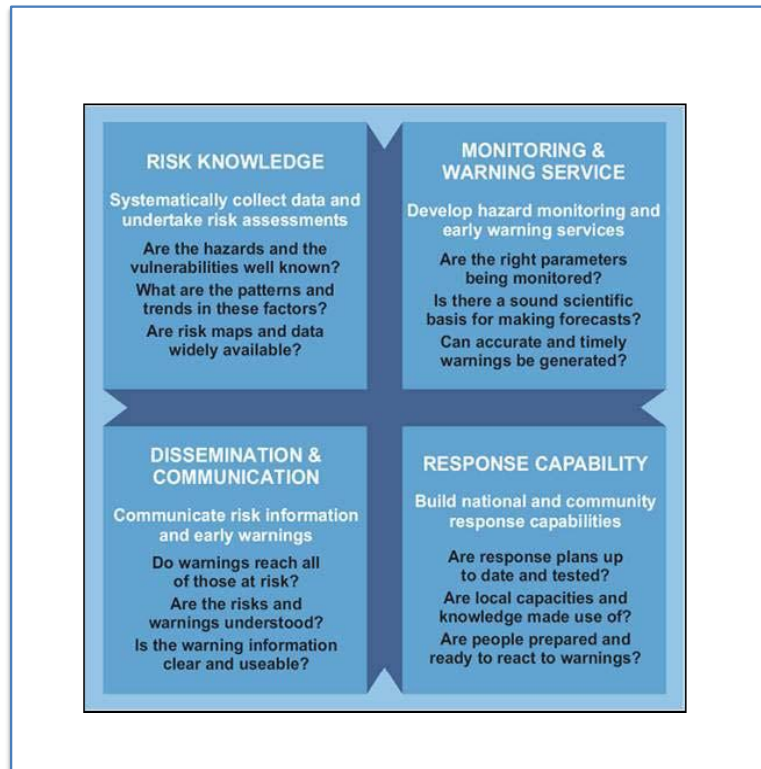 RISK KNOWLEDGE
Systematically collect data and
undertake risk assessments
Are the hazards and the
vulnerabilities well known?
What are the patterns and
trends in these factors?
Are risk maps and data
widely available?
MONITORING &
WARNING SERVICE
Develop hazard monitoring and
early warning services
Are the right parameters
being monitored?
Is there a sound scientific
basis for making forecasts?
Can accurate and timely
warnings be generated?
DISSEMINATION &
COMMUNICATION
Communicate risk information
and early warnings
Do warnings reach all
of those at risk?
Are the risks and
warnings understood?
Is the warning information
clear and useable?
RESPONSE CAPABILITY
Build national and community
response capabilities
Are response plans up
to date and tested?
Are local capacities and
knowledge made use of?
Are people prepared and
ready to react to warnings?